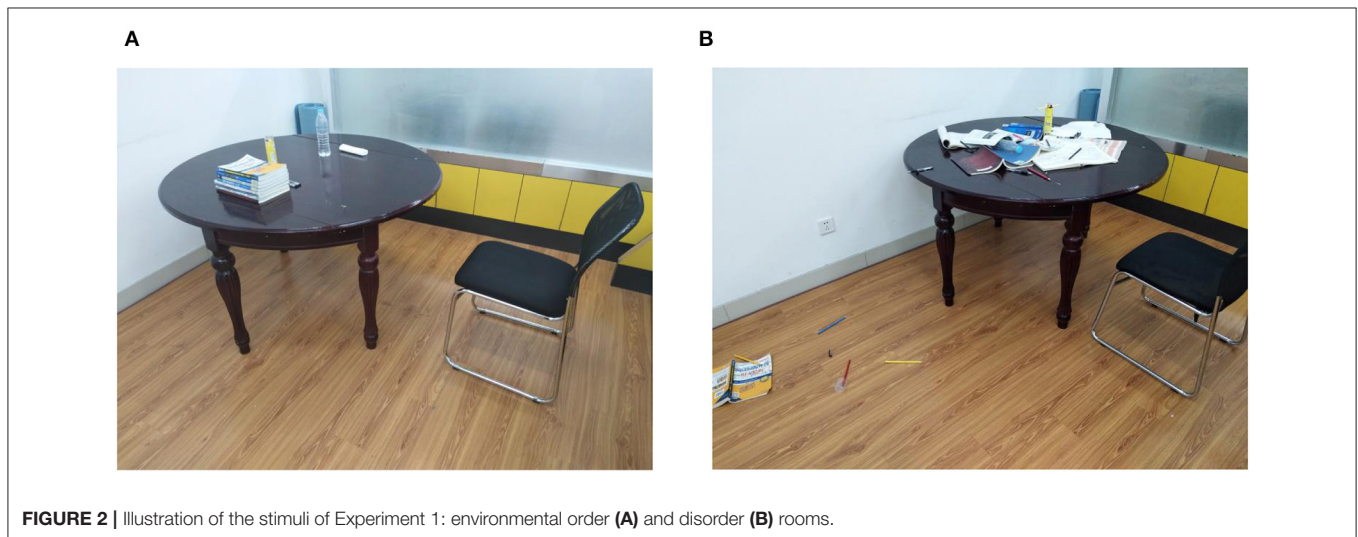 A
B
FIGURE 2 | Illustration of the stimuli of Experiment 1: environmental order (A) and disorder (B) rooms.